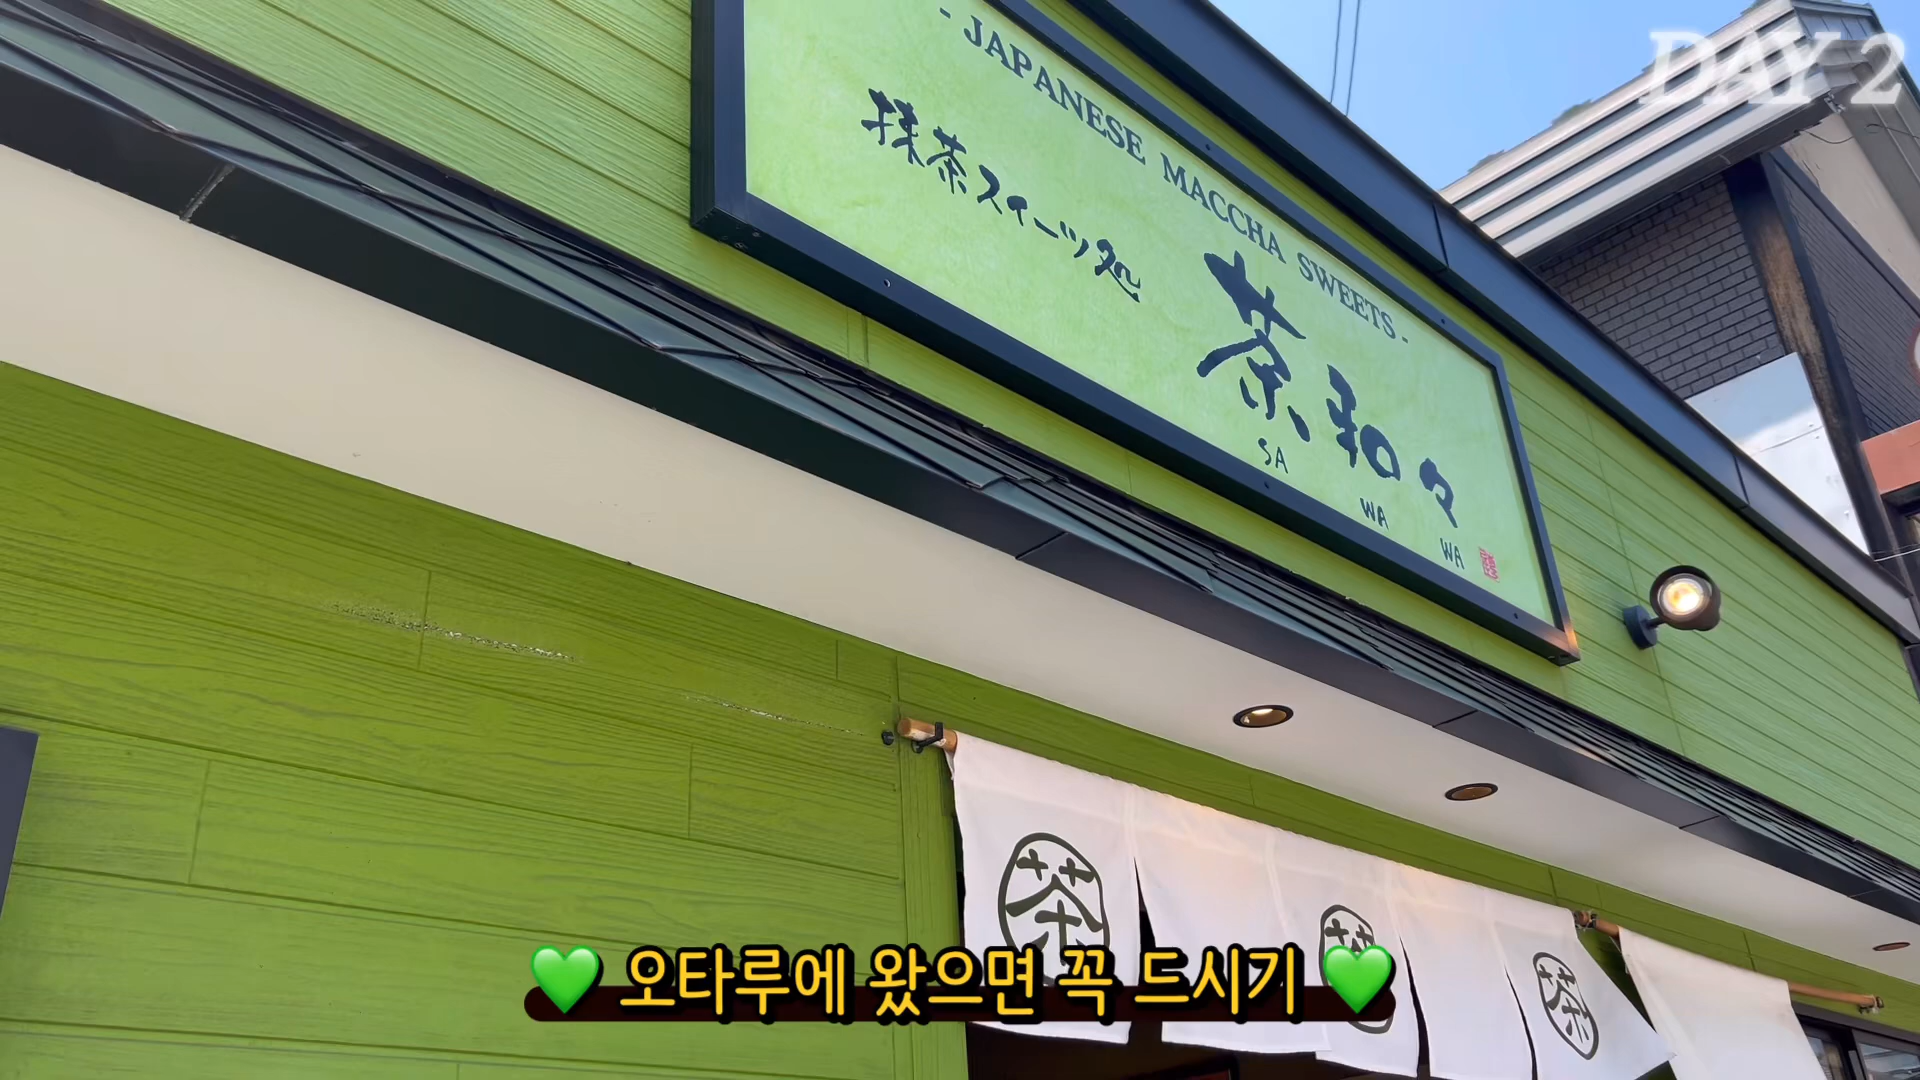 DAY 2
- JAPANESE MACCHA SWEETS -
抹茶スイーツ処
茶和々
SA WA WA
茶
茶
茶
💚 오타루에 왔으면 꼭 드시기 💚